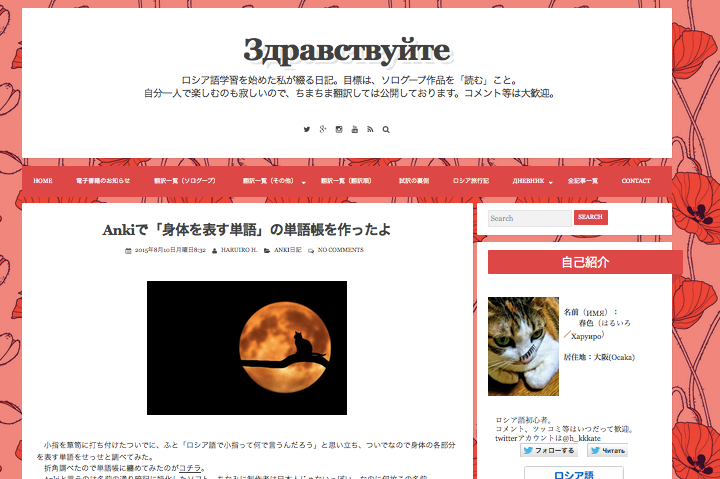 Здравствуйте
ロシア語学習を始めた私が綴る日記。目標は、ソログープ作品を「読む」こと。
自分一人で楽しむのも寂しいので、ちまちま翻訳しては公開しております。コメント等は大歓迎。
HOME 電子書籍のお知らせ 翻訳一覧（ソログープ） 翻訳一覧（その他） 翻訳一覧（翻訳順） 試訳の裏側 ロシア旅行記 ДНЕВНИК 全記事一覧 CONTACT
Ankiで「身体を表す単語」の単語帳を作ったよ
2015年8月10日月曜日8:32 HARUIRO H. ANKI日記 NO COMMENTS
小指を箪笥に打ち付けたついでに、ふと「ロシア語で小指って何て言うんだろう」と思い立ち、ついでなので身体の各部分
を表す単語をせっせと調べてみた。
折角調べたので単語帳に纏めてみたのがコチラ。
Search SEARCH
自己紹介
名前（ИМЯ）：
春色（はるいろ
／Харуиро）
居住地：大阪(Ocaka)
ロシア語初心者。
コメント、ツッコミ等はいつだって歓迎。
twitterアカウントは@h_kkkate
フォローする Читать
ロシア語